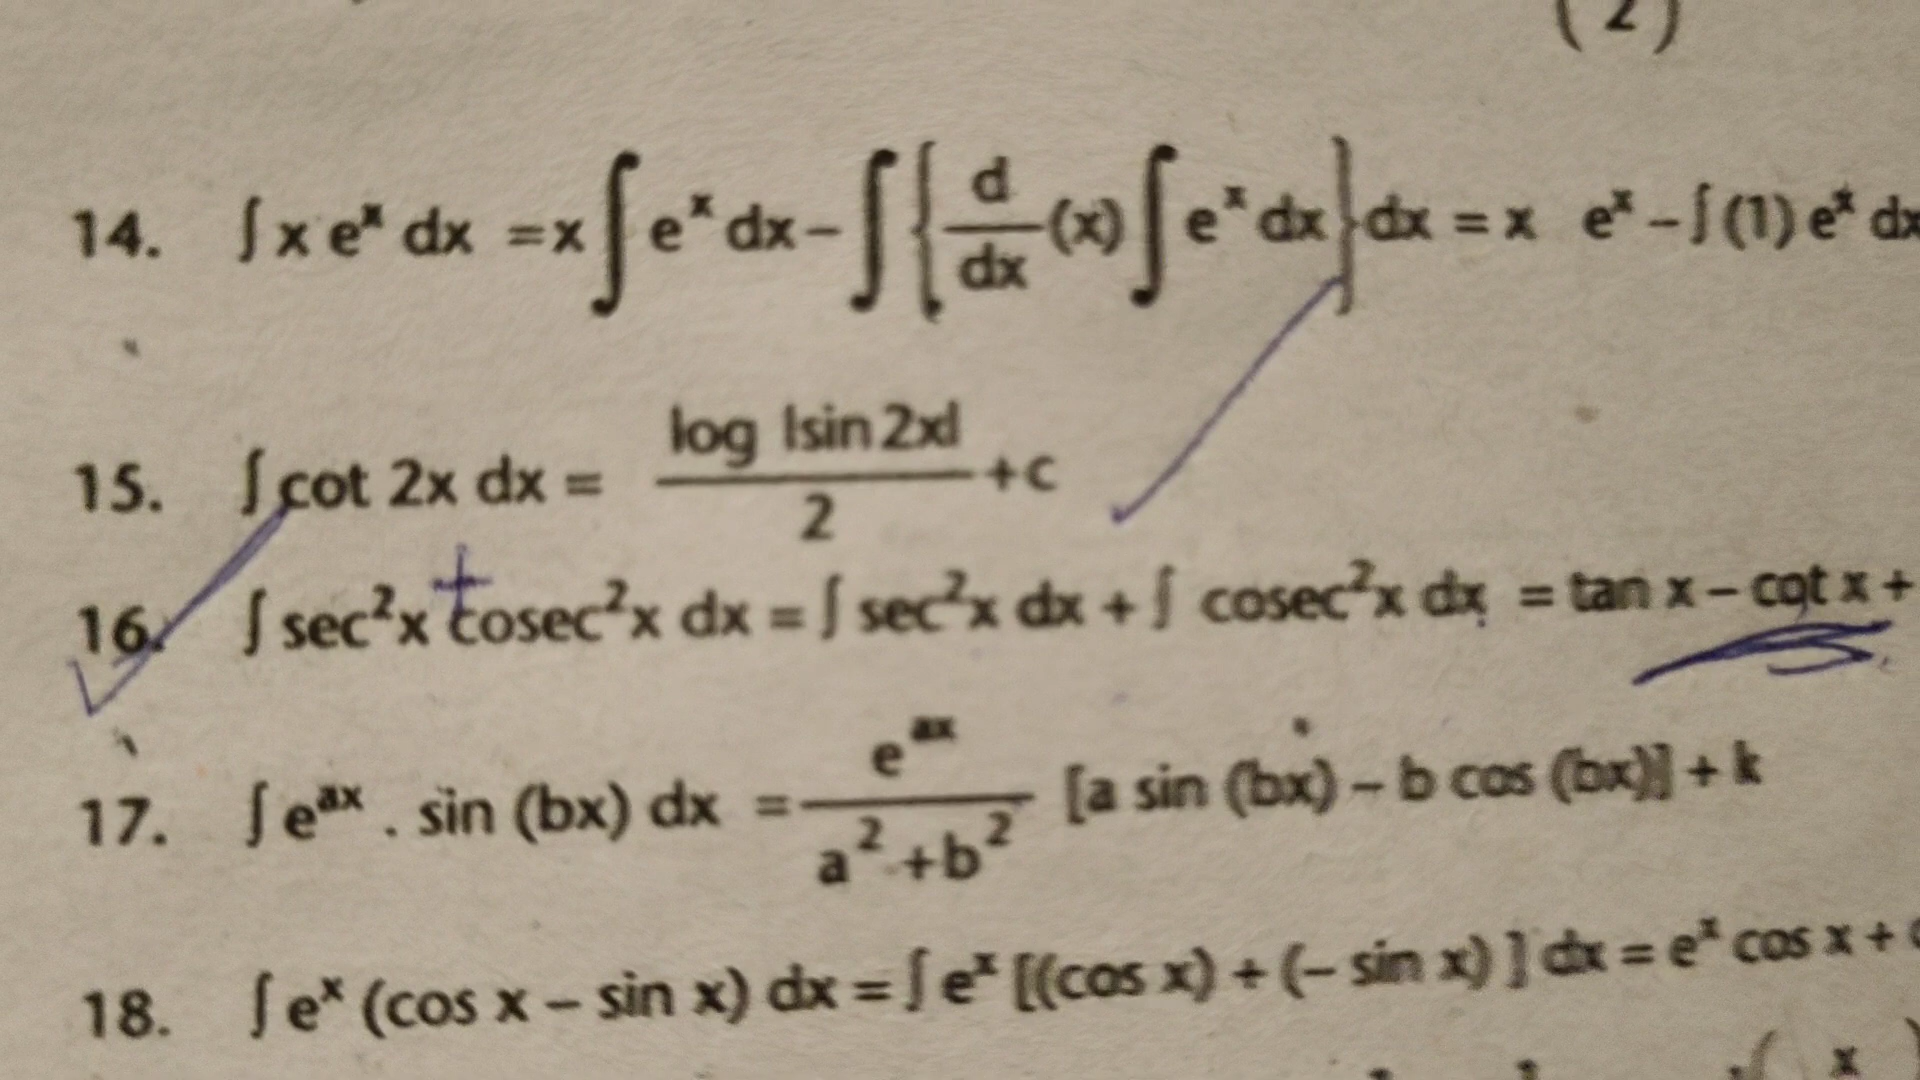 ( 2 )
14. ∫ x eˣ dx = x ∫ eˣ dx – ∫ { d/dx (x) ∫ eˣ dx } dx = x eˣ – ∫ (1) eˣ dx
15. ∫ cot 2x dx = log |sin 2x| / 2 + c
16. ∫ sec²x + cosec²x dx = ∫ sec²x dx + ∫ cosec²x dx = tan x – cot x +
17. ∫ eᵃˣ . sin (bx) dx = eᵃˣ / a² + b² [a sin (bx) – b cos (bx)] + k
18. ∫ eˣ (cos x – sin x) dx = ∫ eˣ [(cos x) + (– sin x) ] dx = eˣ cos x + c
( x )